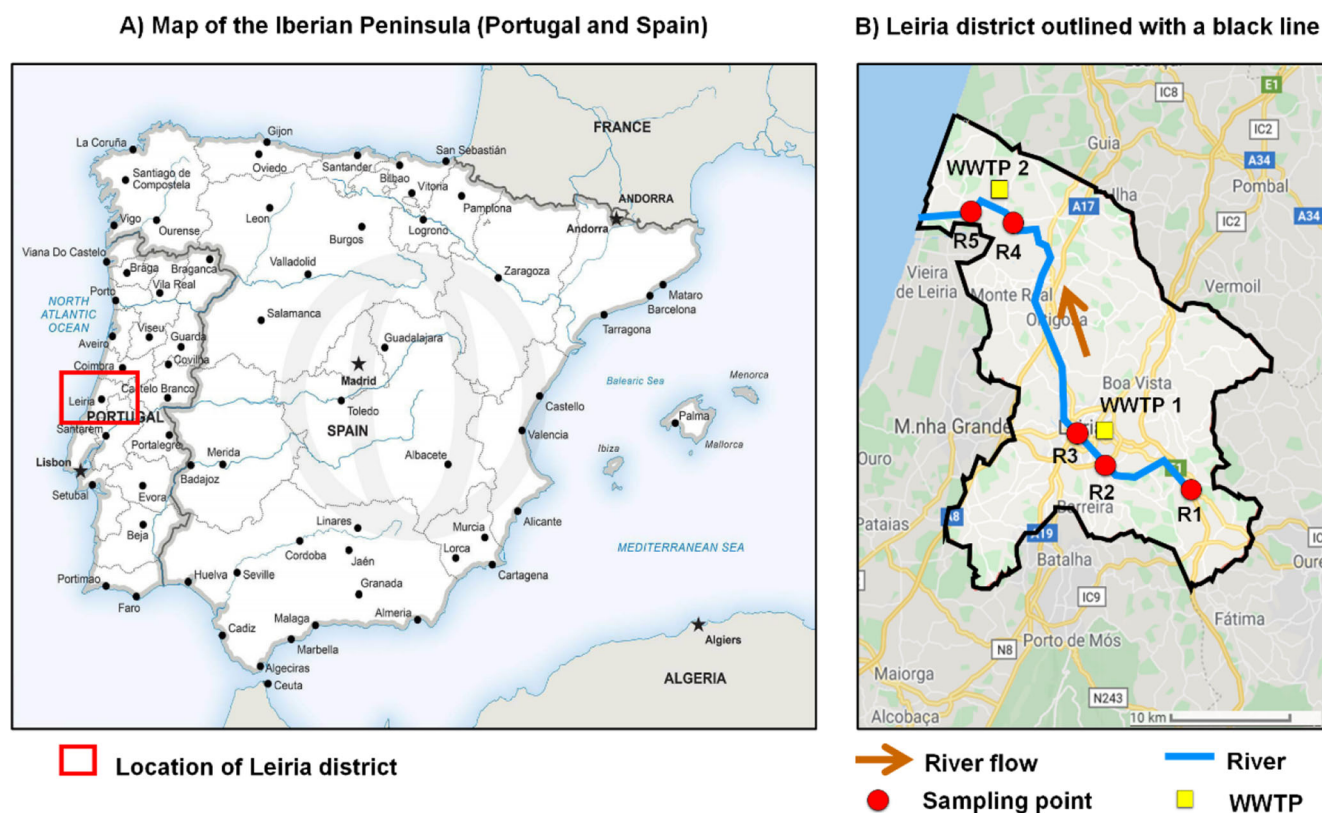 A) Map of the Iberian Peninsula (Portugal and Spain)
La Coruña
Gijon
Oviedo
Santander
Bilbao
San Sebastián
FRANCE
Santiago de
Compostela
Vitoria
Pamplona
ANDORRA
Andorra
Vigo
Ourense
Leon
Burgos
Logrono
Viana Do Castelo
Braga
Braganca
Vila Real
Porto
Valladolid
Zaragoza
Mataro
Barcelona
NORTH
ATLANTIC
OCEAN
Viseu
Guarda
Salamanca
Tarragona
Aveiro
Covilha
Guadalajara
Coimbra
Castelo Branco
Madrid
Balearic Sea
Menorca
Leiria
PORTUGAL
Toledo
Castello
Palma
Mallorca
Santarem
Portalegre
SPAIN
Valencia
Ibiza
Lisbon
Merida
Albacete
Badajoz
Setubal
Evora
Beja
Linares
Murcia
Alicante
Cordoba
Jaén
Lorca
MEDITERRANEAN SEA
Portimao
Faro
Huelva
Seville
Granada
Cartagena
Cadiz
Malaga
Almeria
Marbella
Algiers
Algeciras
Ceuta
ALGERIA
Location of Leiria district
B) Leiria district outlined with a black line
IC8
E1
IC2
Guia
A34
WWTP 2
Ilha
Pombal
A17
A34
R5
R4
IC2
Vieira
de Leiria
Monte Real
Vermoil
Boa Vista
WWTP 1
M.nha Grande
R3
Ouro
R2
E1
R1
Barreira
Pataias
A8
A19
Batalha
IC9
Fátima
Porto de Mós
N8
Maiorga
N243
Alcobaça
10 km
River flow
River
Sampling point
WWTP